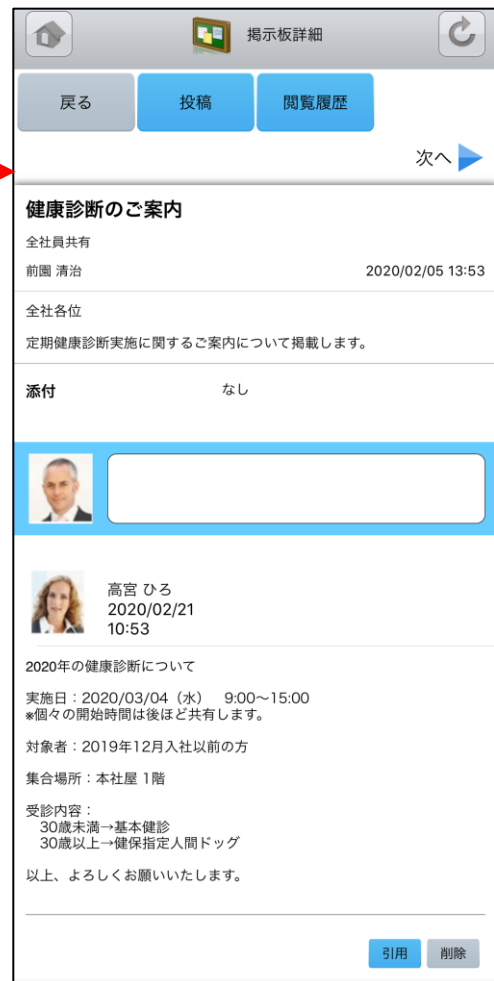 掲示板詳細
戻る
投稿
閲覧履歴
次へ
健康診断のご案内
全社員共有
前園 清治 2020/02/05 13:53
全社各位
定期健康診断実施に関するご案内について掲載します。
添付 なし
高宮 ひろ
2020/02/21
10:53
2020年の健康診断について
実施日：2020/03/04（水） 9:00〜15:00
※個々の開始時間は後ほど共有します。
対象者：2019年12月入社以前の方
集合場所：本社屋 1階
受診内容：
30歳未満→基本健診
30歳以上→健保指定人間ドッグ
以上、よろしくお願いいたします。
引用
削除